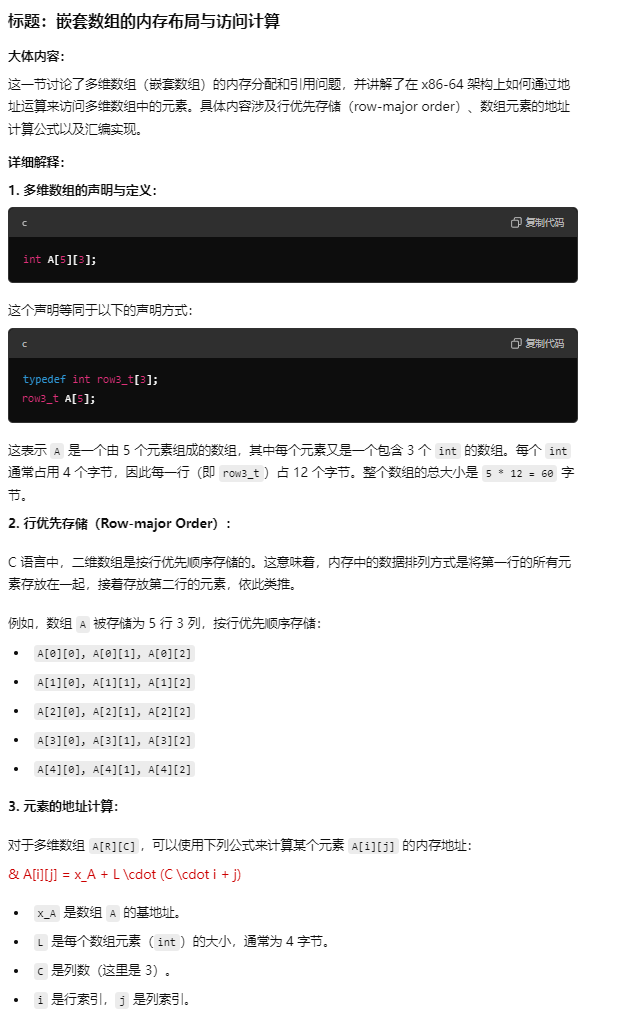 标题：嵌套数组的内存布局与访问计算
大体内容：
这一节讨论了多维数组（嵌套数组）的内存分配和引用问题，并讲解了在 x86-64 架构上如何通过地
址运算来访问多维数组中的元素。具体内容涉及行优先存储（row-major order）、数组元素的地址
计算公式以及汇编实现。
详细解释：
1. 多维数组的声明与定义：
c 复制代码
int A[5][3];
这个声明等同于以下的声明方式：
c 复制代码
typedef int row3_t[3];
row3_t A[5];
这表示 A 是一个由 5 个元素组成的数组，其中每个元素又是一个包含 3 个 int 的数组。每个 int
通常占用 4 个字节，因此每一行（即 row3_t ）占 12 个字节。整个数组的总大小是 5 * 12 = 60 字
节。
2. 行优先存储（Row-major Order）：
C 语言中，二维数组是按行优先顺序存储的。这意味着，内存中的数据排列方式是将第一行的所有元
素存放在一起，接着存放第二行的元素，依此类推。
例如，数组 A 被存储为 5 行 3 列，按行优先顺序存储：
• A[0][0], A[0][1], A[0][2]
• A[1][0], A[1][1], A[1][2]
• A[2][0], A[2][1], A[2][2]
• A[3][0], A[3][1], A[3][2]
• A[4][0], A[4][1], A[4][2]
3. 元素的地址计算：
对于多维数组 A[R][C] ，可以使用下列公式来计算某个元素 A[i][j] 的内存地址：
& A[i][j] = x_A + L \cdot (C \cdot i + j)
• x_A 是数组 A 的基地址。
• L 是每个数组元素（ int ）的大小，通常为 4 字节。
• C 是列数（这里是 3）。
• i 是行索引， j 是列索引。